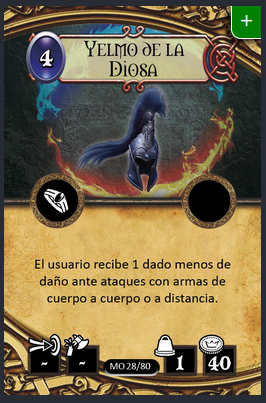 +
4
Yelmo de la
Diosa
El usuario recibe 1 dado menos de
daño ante ataques con armas de
cuerpo a cuerpo o a distancia.
~ ~ MO 28/80 1 40